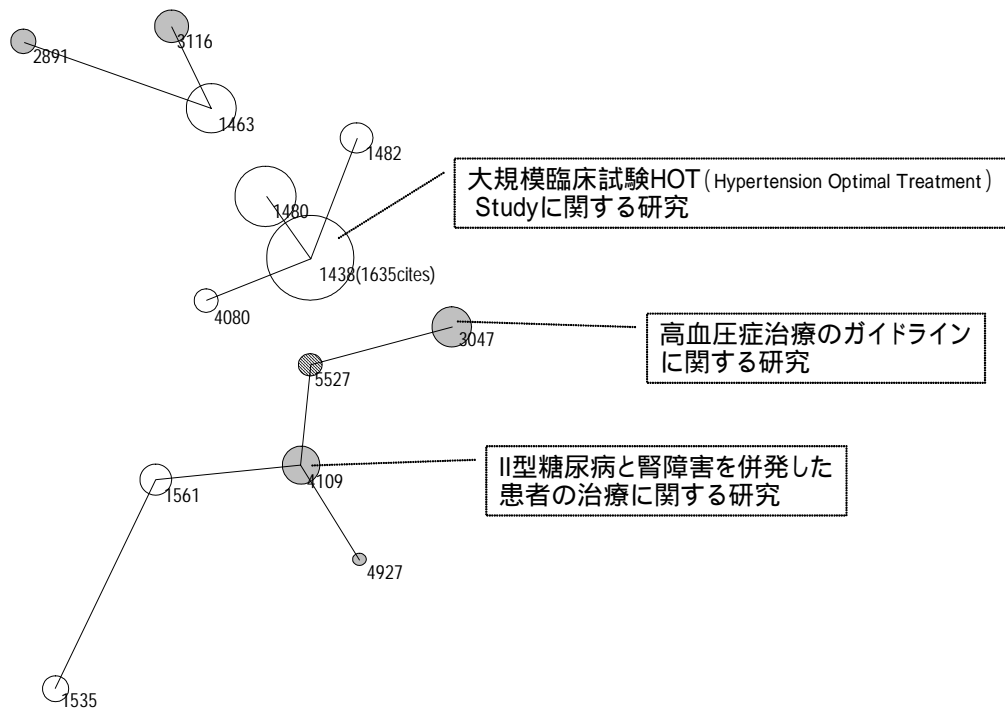 3116
2891
1463
1482
大規模臨床試験HOT(Hypertension Optimal Treatment)
Studyに関する研究
1480
1438(1635cites)
4080
3047
高血圧症治療のガイドライン
に関する研究
5527
4109
II型糖尿病と腎障害を併発した
患者の治療に関する研究
1561
4927
1535